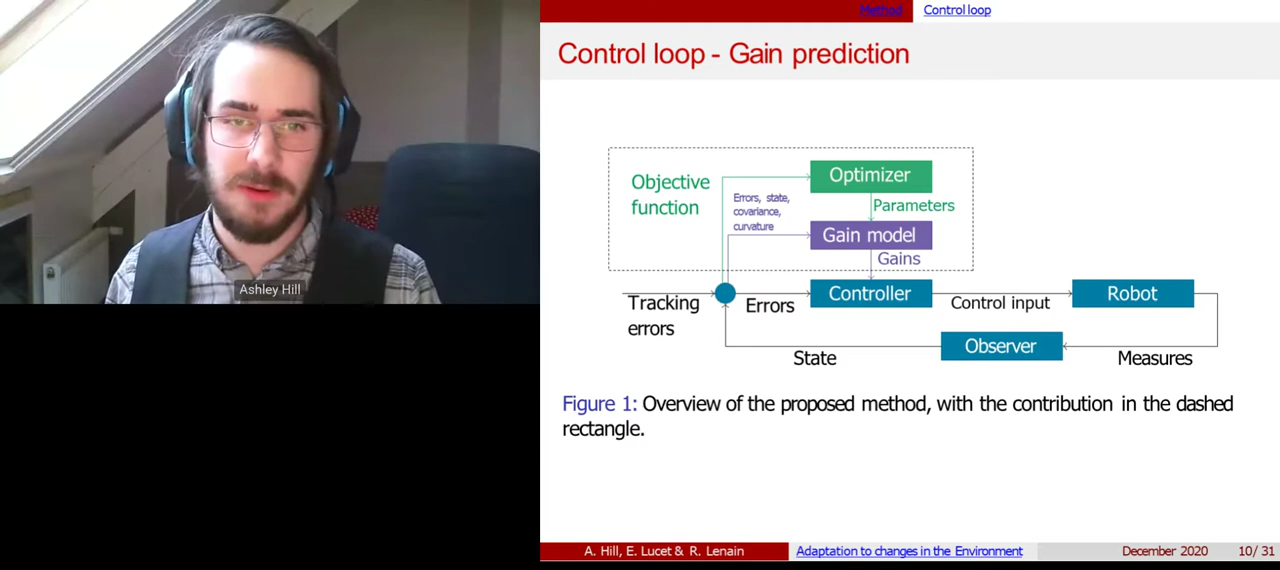 Method
Control loop
Control loop - Gain prediction
Optimizer
Objective
function
Errors, state,
covariance,
curvature
Parameters
Gain model
Gains
Tracking
errors
Errors
Controller
Control input
Robot
Observer
State
Measures
Ashley Hill
Figure 1: Overview of the proposed method, with the contribution in the dashed
rectangle.
A. Hill, E. Lucet & R. Lenain
Adaptation to changes in the Environment
December 2020
10/ 31